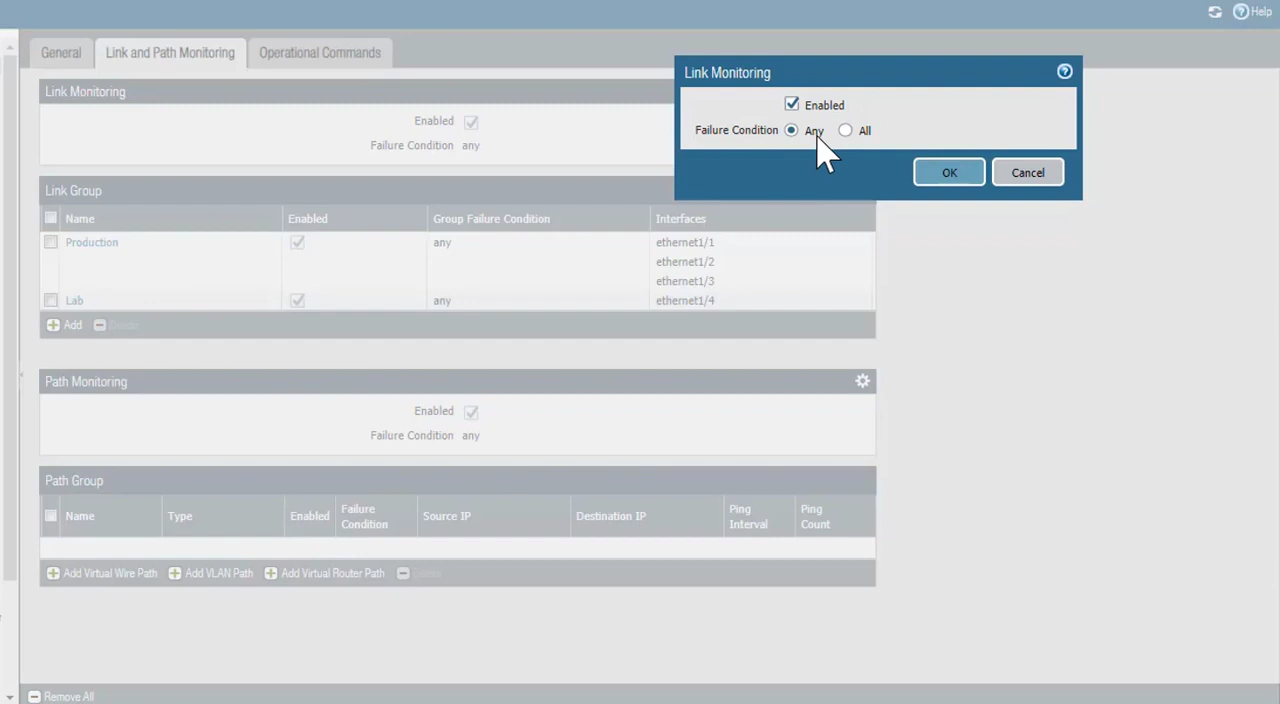 Help
General
Link and Path Monitoring
Operational Commands
Link Monitoring
Enabled
Failure Condition any
Link Monitoring
Enabled
Failure Condition Any All
OK Cancel
Link Group
Name Enabled Group Failure Condition Interfaces
Production any ethernet1/1
ethernet1/2
ethernet1/3
Lab any ethernet1/4
Add Delete
Path Monitoring
Enabled
Failure Condition any
Path Group
Name Type Enabled Failure Condition Source IP Destination IP Ping Interval Ping Count
Add Virtual Wire Path Add VLAN Path Add Virtual Router Path Delete
Remove All